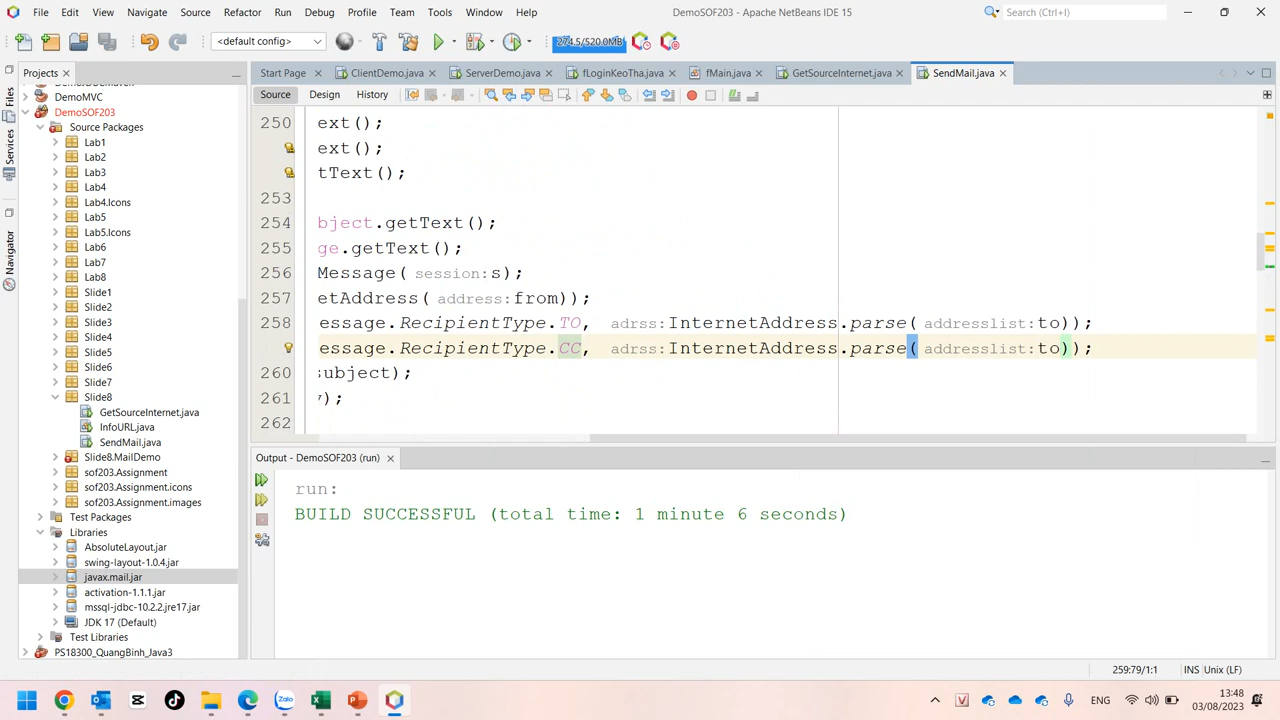 File Edit View Navigate Source Refactor Run Debug Profile Team Tools Window Help DemoSOF203 - Apache NetBeans IDE 15 Search (Ctrl+I)
<default config> 274.5/520.0MB
Projects Start Page ClientDemo.java ServerDemo.java fLoginKeoTha.java fMain.java GetSourceInternet.java SendMail.java
Source Design History
Files
Services
Navigator
DemoMVC
DemoSOF203
Source Packages
Lab1
Lab2
Lab3
Lab4
Lab4.Icons
Lab5
Lab5.Icons
Lab6
Lab7
Lab8
Slide1
Slide2
Slide3
Slide4
Slide5
Slide6
Slide7
Slide8
GetSourceInternet.java
InfoURL.java
SendMail.java
Slide8.MailDemo
sof203.Assignment
sof203.Assignment.icons
sof203.Assignment.images
Test Packages
Libraries
AbsoluteLayout.jar
swing-layout-1.0.4.jar
javax.mail.jar
activation-1.1.1.jar
mssql-jdbc-10.2.2.jre17.jar
JDK 17 (Default)
Test Libraries
PS18300_QuangBinh_Java3
250 ext();
ext();
tText();
253
254 bject.getText();
255 ge.getText();
256 Message( session:s);
257 etAddress( address:from));
258 essage.RecipientType.TO, adrss:InternetAddress.parse( addresslist:to));
essage.RecipientType.CC, adrss:InternetAddress.parse( addresslist:to));
260 ubject);
261 );
262
Output - DemoSOF203 (run)
run:
BUILD SUCCESSFUL (total time: 1 minute 6 seconds)
259:79/1:1 INS Unix (LF)
ENG 13:48
03/08/2023